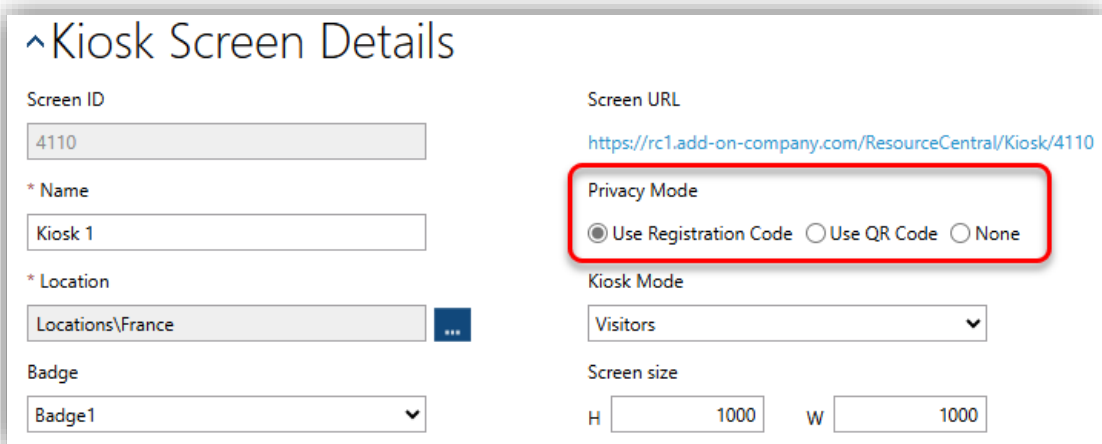 Kiosk Screen Details
Screen ID
4110
* Name
Kiosk 1
* Location
Locations\France
...
Badge
Badge1
Screen URL
https://rc1.add-on-company.com/ResourceCentral/Kiosk/4110
Privacy Mode
Use Registration Code Use QR Code None
Kiosk Mode
Visitors
Screen size
H 1000 W 1000